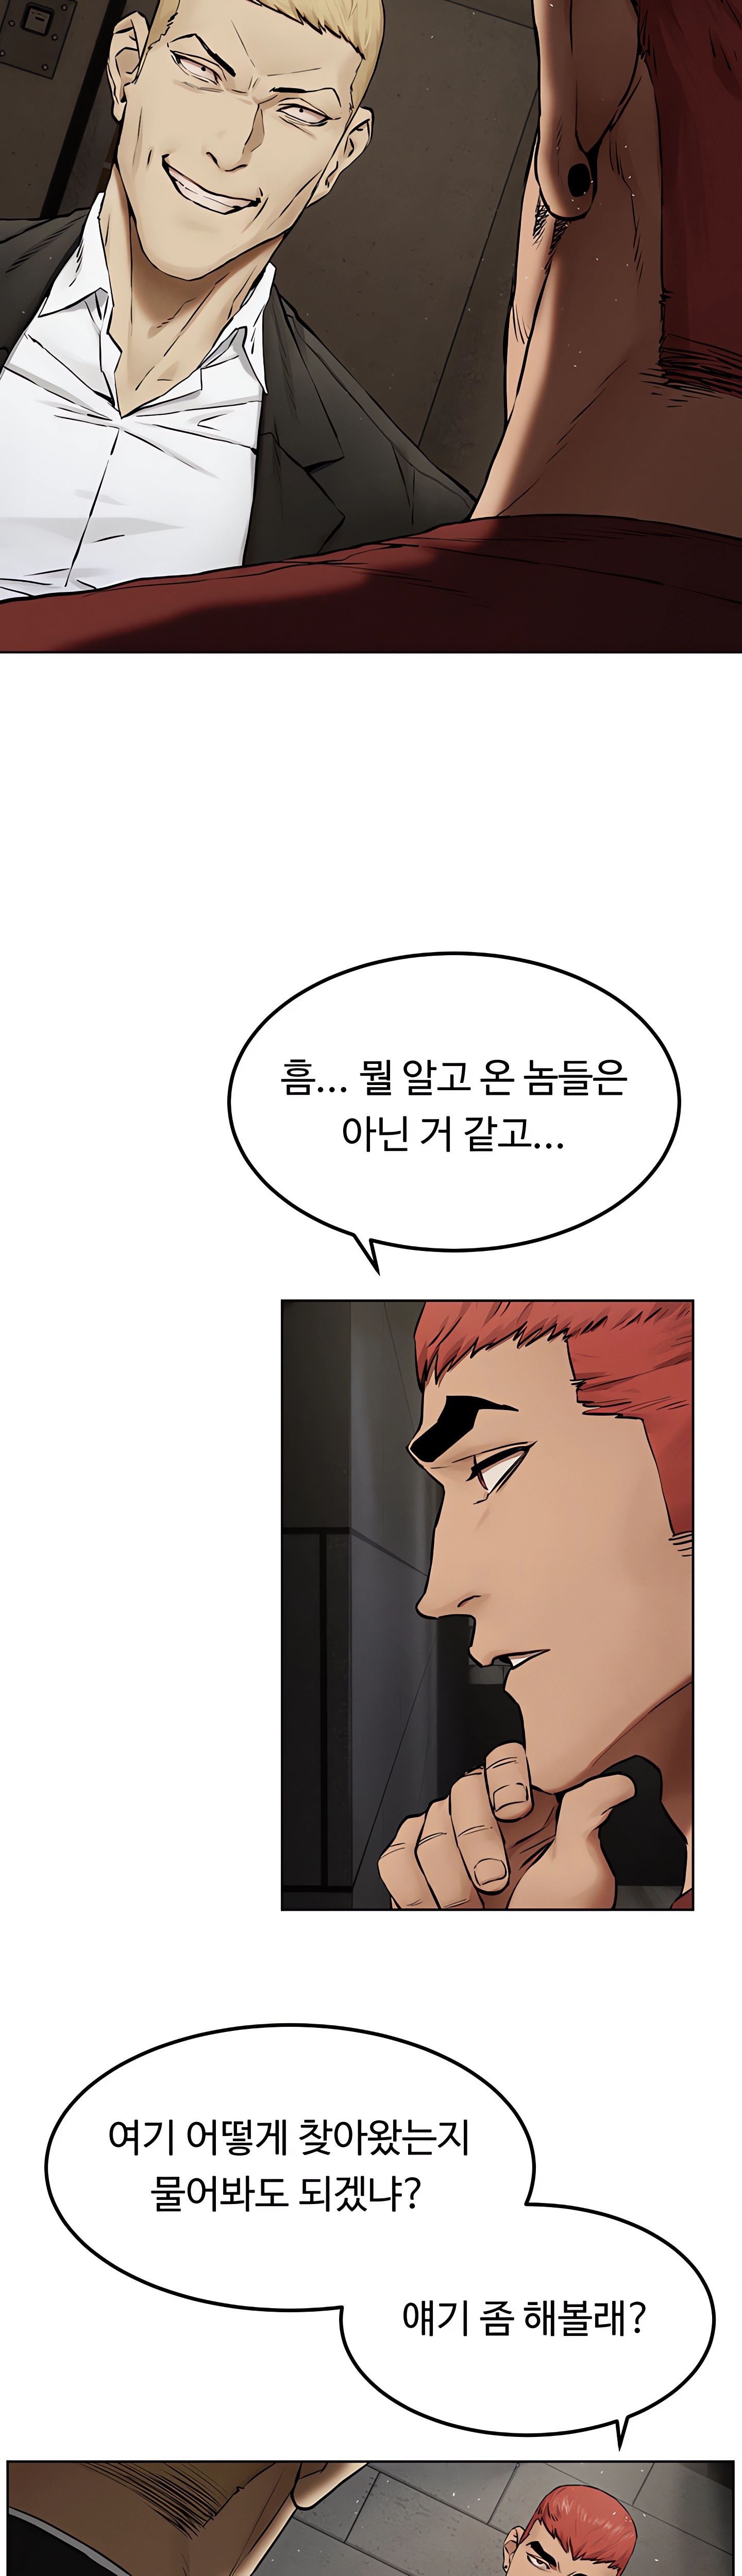 흠... 뭘 알고 온 놈들은
아닌 거 같고...
여기 어떻게 찾아왔는지
물어봐도 되겠냐?
얘기 좀 해볼래?